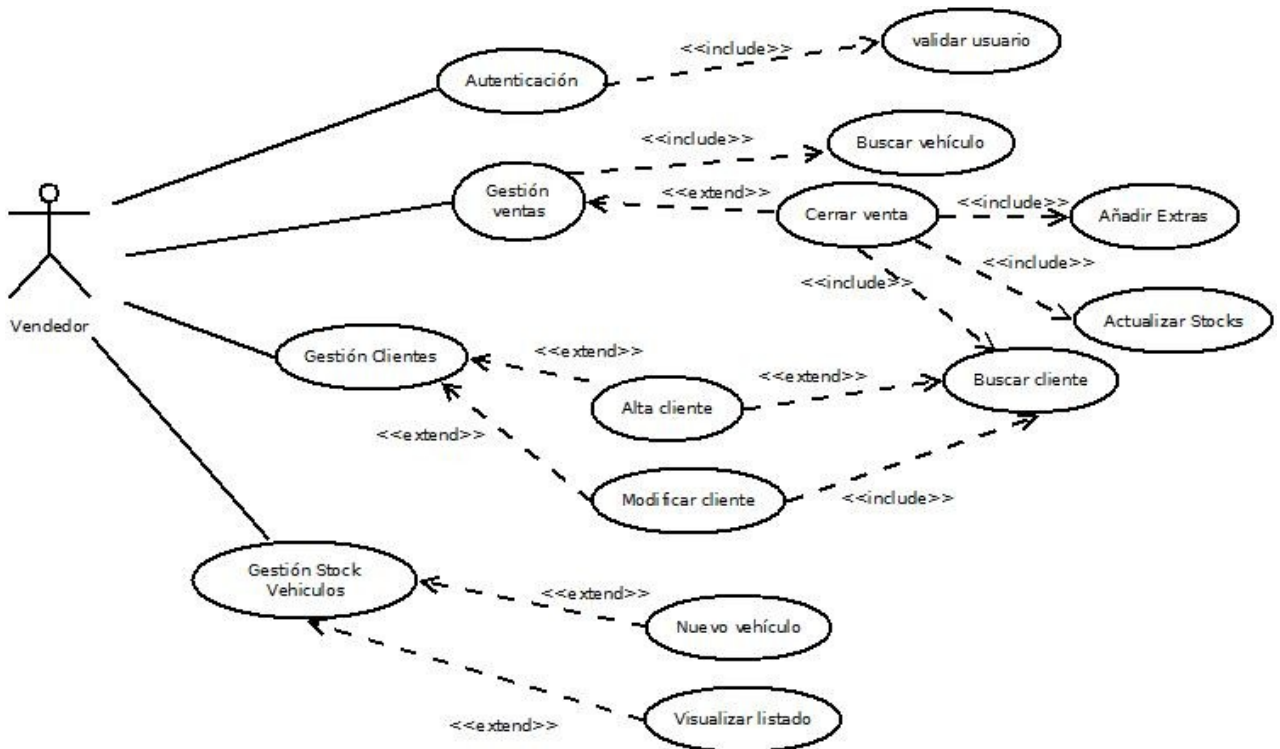 validar usuario
<<include>>
Autenticación
<<include>>
Buscar vehículo
Gestión
ventas
<<extend>>
Cerrar venta
<<include>>
Añadir Extras
<<include>>
<<include>>
Vendedor
Actualizar Stocks
Gestión Clientes
<<extend>>
<<extend>>
Buscar cliente
Alta cliente
<<extend>>
Modificar cliente
<<include>>
Gestión Stock
Vehiculos
<<extend>>
Nuevo vehículo
<<extend>>
Visualizar listado